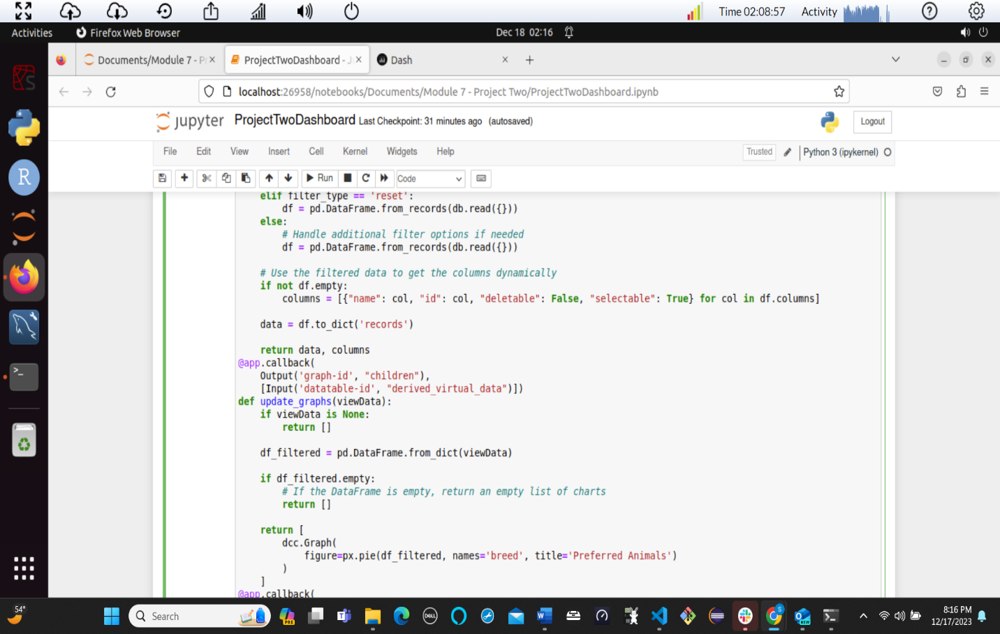 Time 02:08:57 Activity
Activities Firefox Web Browser Dec 18 02:16
Documents/Module 7 - Pr ProjectTwoDashboard - J Dash
localhost:26958/notebooks/Documents/Module 7 - Project Two/ProjectTwoDashboard.ipynb
jupyter ProjectTwoDashboard Last Checkpoint: 31 minutes ago (autosaved) Logout
File Edit View Insert Cell Kernel Widgets Help Trusted Python 3 (ipykernel)
Run Code
elif filter_type == 'reset':
df = pd.DataFrame.from_records(db.read({}))
else:
# Handle additional filter options if needed
df = pd.DataFrame.from_records(db.read({}))
# Use the filtered data to get the columns dynamically
if not df.empty:
columns = [{"name": col, "id": col, "deletable": False, "selectable": True} for col in df.columns]
data = df.to_dict('records')
return data, columns
@app.callback(
Output('graph-id', "children"),
[Input('datatable-id', "derived_virtual_data")])
def update_graphs(viewData):
if viewData is None:
return []
df_filtered = pd.DataFrame.from_dict(viewData)
if df_filtered.empty:
# If the DataFrame is empty, return an empty list of charts
return []
return [
dcc.Graph(
figure=px.pie(df_filtered, names='breed', title='Preferred Animals')
)
]
@app.callback(
54°
Search
PRE
DELL
NEW
8:16 PM
12/17/2023